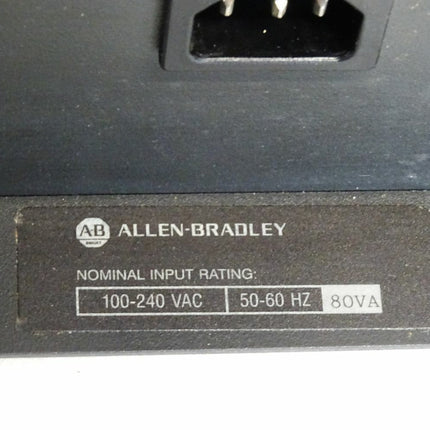 AB ALLEN-BRADLEY
NOMINAL INPUT RATING:
100-240 VAC 50-60 HZ 80VA